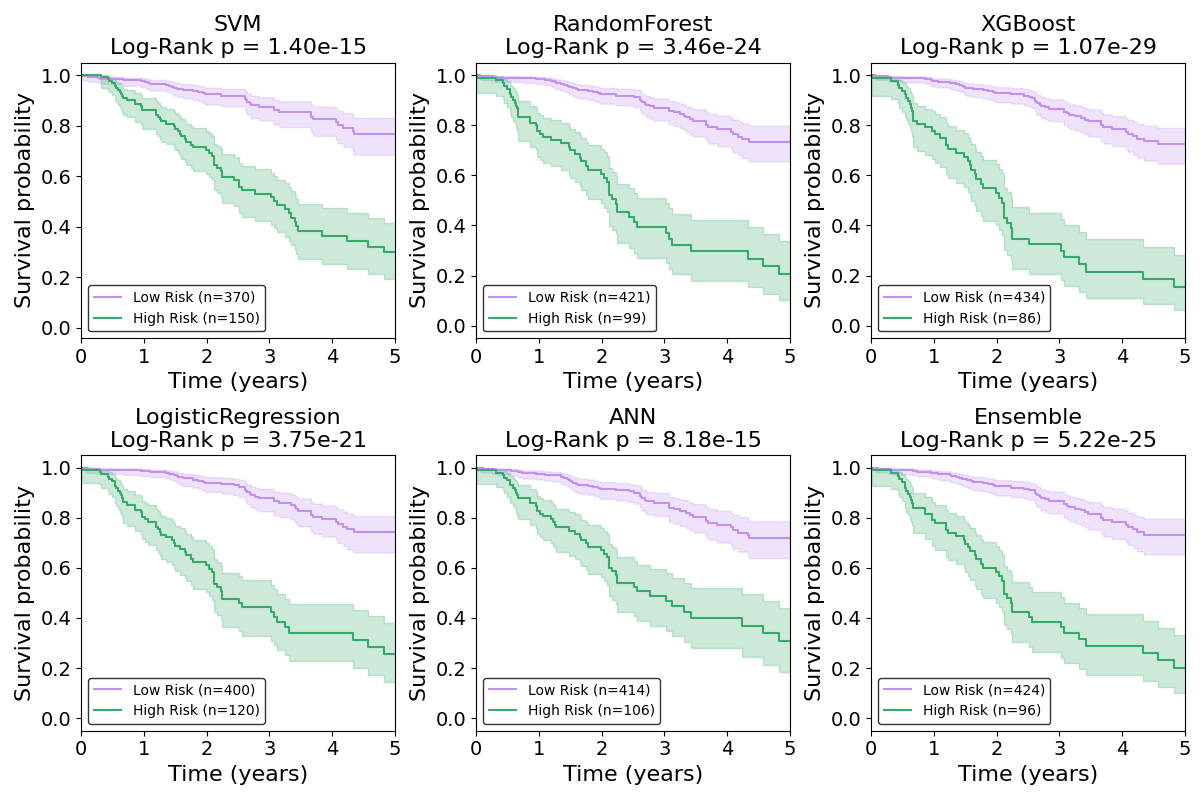 SVM
Log-Rank p = 1.40e-15
Survival probability
1.0
0.8
0.6
0.4
0.2
0.0
Low Risk (n=370)
High Risk (n=150)
0 1 2 3 4 5
Time (years)
RandomForest
Log-Rank p = 3.46e-24
Survival probability
1.0
0.8
0.6
0.4
0.2
0.0
Low Risk (n=421)
High Risk (n=99)
0 1 2 3 4 5
Time (years)
XGBoost
Log-Rank p = 1.07e-29
Survival probability
1.0
0.8
0.6
0.4
0.2
0.0
Low Risk (n=434)
High Risk (n=86)
0 1 2 3 4 5
Time (years)
LogisticRegression
Log-Rank p = 3.75e-21
Survival probability
1.0
0.8
0.6
0.4
0.2
0.0
Low Risk (n=400)
High Risk (n=120)
0 1 2 3 4 5
Time (years)
ANN
Log-Rank p = 8.18e-15
Survival probability
1.0
0.8
0.6
0.4
0.2
0.0
Low Risk (n=414)
High Risk (n=106)
0 1 2 3 4 5
Time (years)
Ensemble
Log-Rank p = 5.22e-25
Survival probability
1.0
0.8
0.6
0.4
0.2
0.0
Low Risk (n=424)
High Risk (n=96)
0 1 2 3 4 5
Time (years)